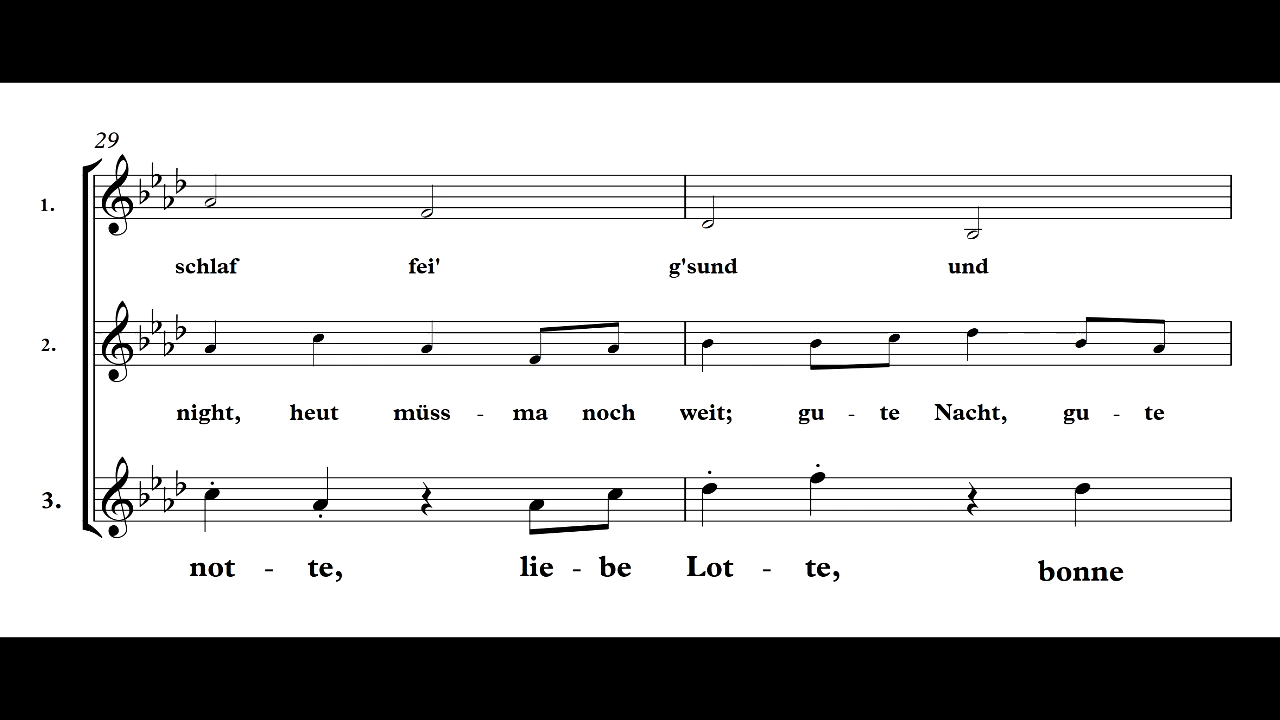 29
1.
schlaf fei' g'sund und
2.
night, heut müss - ma noch weit; gu - te Nacht, gu - te
3.
not - te, lie - be Lot - te, bonne